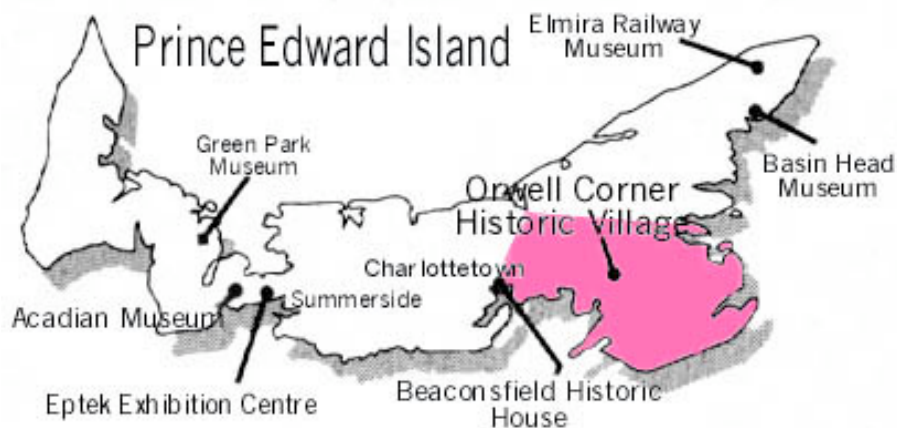 Prince Edward Island
Elmira Railway
Museum
Green Park
Museum
Basin Head
Museum
Orwell Corner
Historic Village
Charlottetown
Summerside
Acadian Museum
Eptek Exhibition Centre
Beaconsfield Historic
House